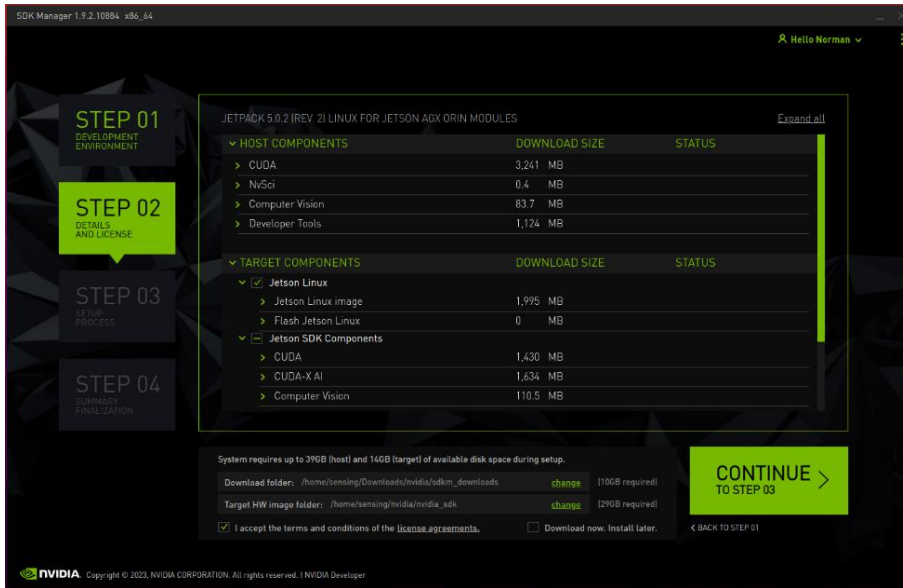 SDK Manager 1.9.2.10884 x86_64
Hello Norman
STEP 01
DEVELOPMENT
ENVIRONMENT
STEP 02
DETAILS
AND LICENSE
STEP 03
SETUP
PROCESS
STEP 04
SUMMARY
FINALIZATION
JETPACK 5.0.2 (REV. 2) LINUX FOR JETSON AGX ORIN MODULES Expand all
HOST COMPONENTS DOWNLOAD SIZE STATUS
CUDA 3,241 MB
NvSci 0.4 MB
Computer Vision 83.7 MB
Developer Tools 1,124 MB
TARGET COMPONENTS DOWNLOAD SIZE STATUS
Jetson Linux
Jetson Linux image 1,995 MB
Flash Jetson Linux 0 MB
Jetson SDK Components
CUDA 1,430 MB
CUDA-X AI 1,634 MB
Computer Vision 110.5 MB
System requires up to 39GB (host) and 14GB (target) of available disk space during setup.
Download folder: /home/sensing/Downloads/nvidia/sdkm_downloads change (10GB required)
Target HW image folder: /home/sensing/nvidia/nvidia_sdk change (29GB required)
I accept the terms and conditions of the license agreements. Download now. Install later.
CONTINUE
TO STEP 03
BACK TO STEP 01
NVIDIA. Copyright © 2023, NVIDIA CORPORATION. All rights reserved. | NVIDIA Developer